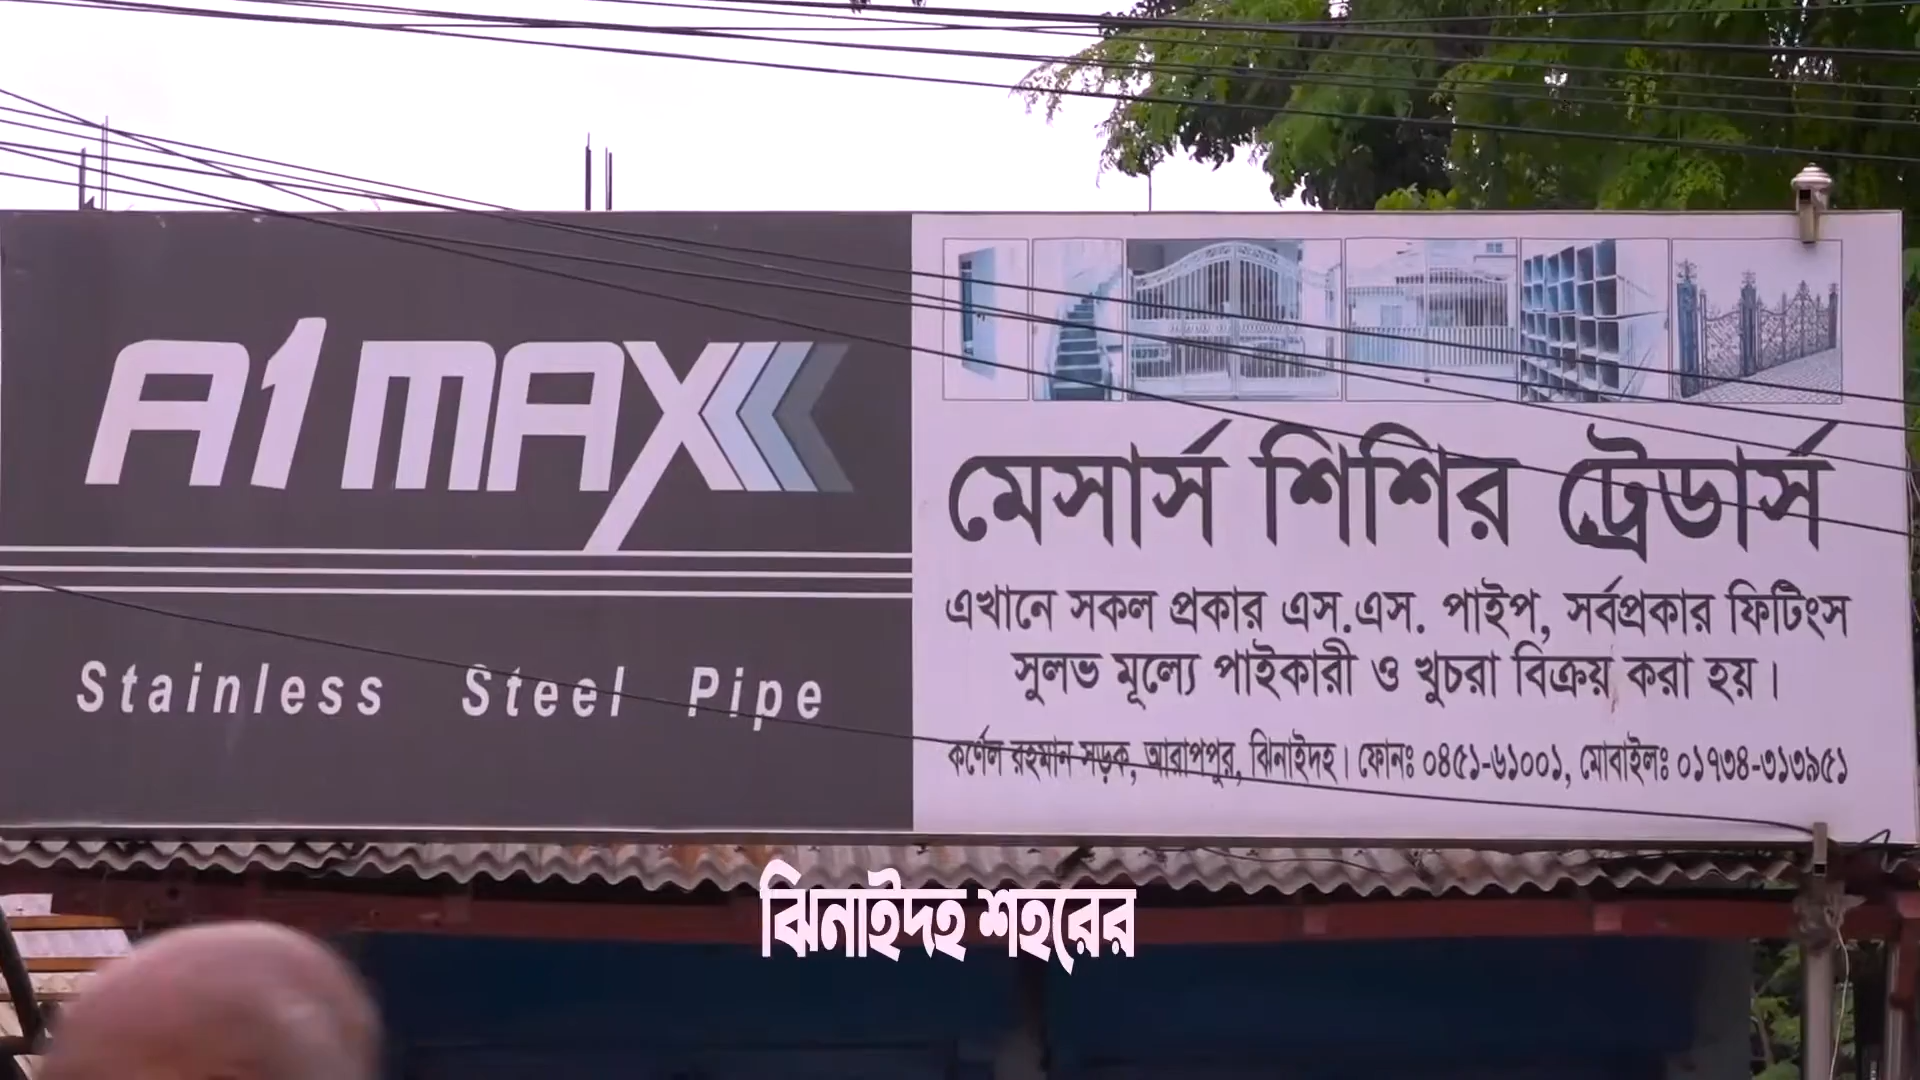 A1 MAX
Stainless Steel Pipe
মেসার্স শিশির ট্রেডার্স
এখানে সকল প্রকার এস.এস. পাইপ, সর্বপ্রকার ফিটিংস
সুলভ মূল্যে পাইকারী ও খুচরা বিক্রয় করা হয়।
কর্ণেল রহমান সড়ক, আরাপপুর, ঝিনাইদহ। ফোনঃ ০৪৫১-৬১০০১, মোবাইলঃ ০১৭৩৪-৩১৩৯৫১
ঝিনাইদহ শহরের